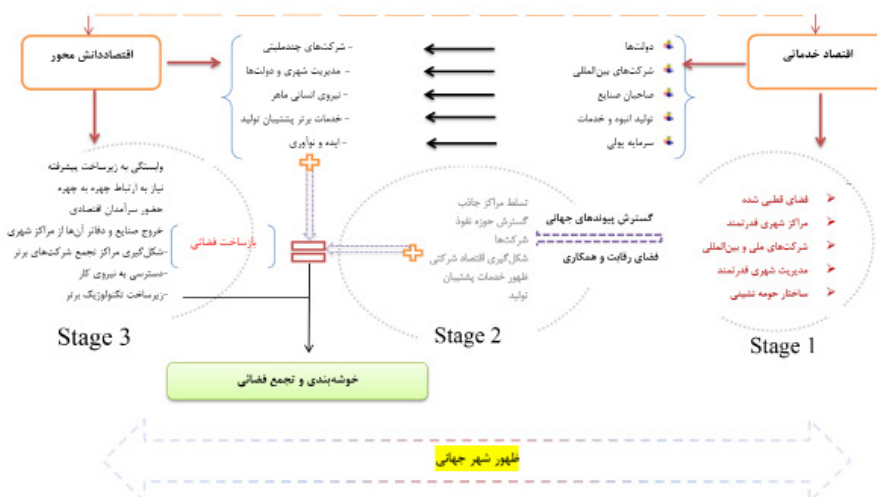 اقتصاد خدماتی
دولت‌ها
شرکت‌های بین‌المللی
صاحبان صنایع
تولید انبوه و خدمات
سرمایه پولی
- شرکت‌های چندملیتی
- مدیریت شهری و دولت‌ها
- نیروی انسانی ماهر
- خدمات برتر پشتیبان تولید
- ایده و نوآوری
اقتصاددانش محور
فضای قطبی شده
مراکز شهری قدرتمند
شرکت‌های ملی و بین‌المللی
مدیریت شهری قدرتمند
ساختار حومه نشینی
Stage 1
گسترش پیوندهای جهانی
فضای رقابت و همکاری
تسلط مراکز جاذب
گسترش حوزه نفوذ
شرکت‌ها
شکل‌گیری اقتصاد شرکتی
ظهور خدمات پشتیبان
تولید
Stage 2
بازساخت فضائی
وابستگی به زیرساخت پیشرفته
نیاز به ارتباط چهره به چهره
حضور سرآمدان اقتصادی
خروج صنایع و دفاتر آن‌ها از مراکز شهری
-شکل‌گیری مراکز تجمع شرکت‌های برتر
-دسترسی به نیروی کار
-زیرساخت تکنولوژیک برتر
Stage 3
خوشه‌بندی و تجمع فضائی
ظهور شهر جهانی